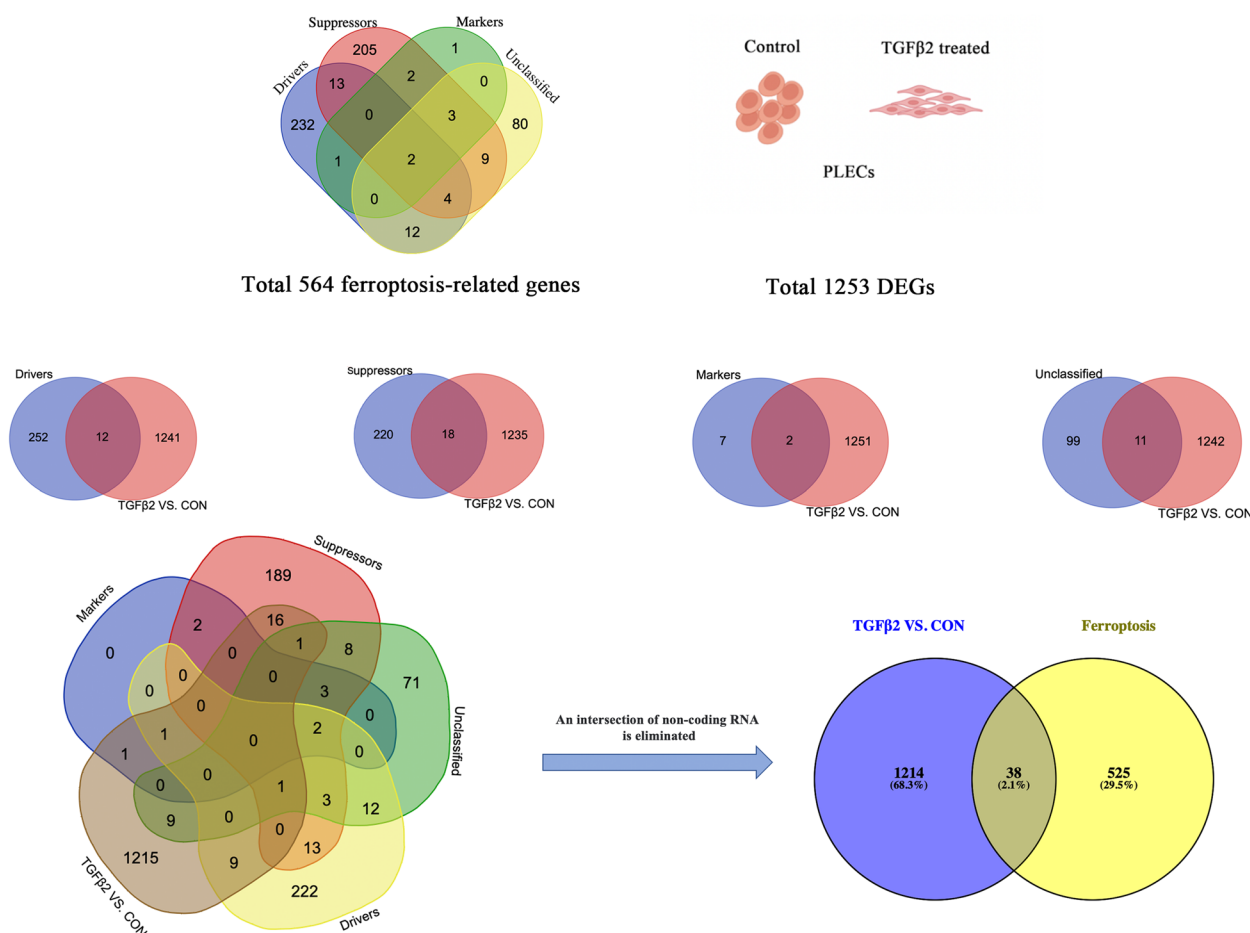 Suppressors
Markers
Drivers
Unclassified
205
1
13
2
0
232
0
3
80
1
2
9
0
4
12
Control
TGFβ2 treated
PLECs
Total 564 ferroptosis-related genes
Total 1253 DEGs
Drivers
252
12
1241
TGFβ2 VS. CON
suppressors
220
18
1235
TGFβ2 VS. CON
Markers
7
2
1251
TGFβ2 VS. CON
Unclassified
99
11
1242
TGFβ2 VS. CON
Suppressors
Markers
Unclassified
TGFβ2 VS. CON
Drivers
189
2
16
0
0
1
8
0
0
71
0
3
0
0
2
1
0
0
1
0
0
1
3
12
9
0
0
13
1215
9
222
An intersection of non-coding RNA
is eliminated
TGFβ2 VS. CON
Ferroptosis
1214
(68.3%)
38
(2.1%)
525
(29.5%)